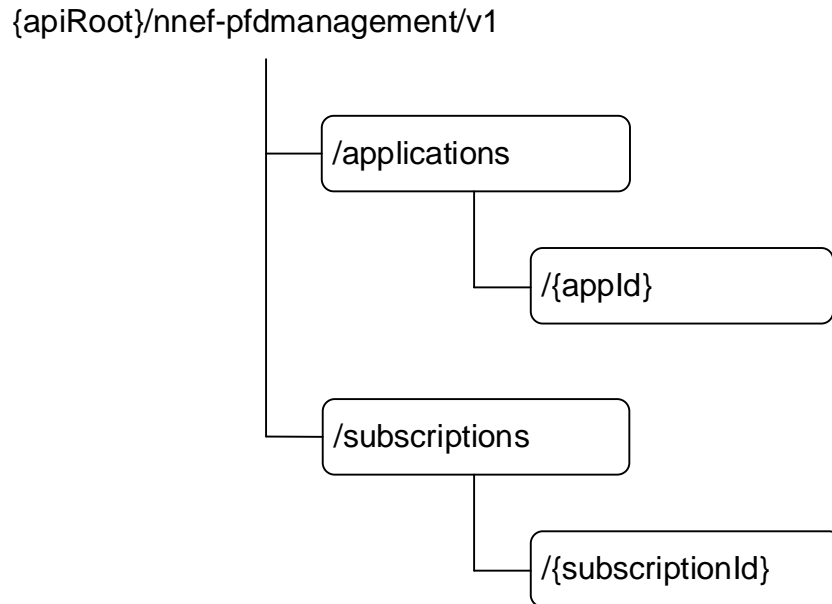 {apiRoot}/nnef-pfdmanagement/v1
/applications
/{appId}
/subscriptions
/{subscriptionId}